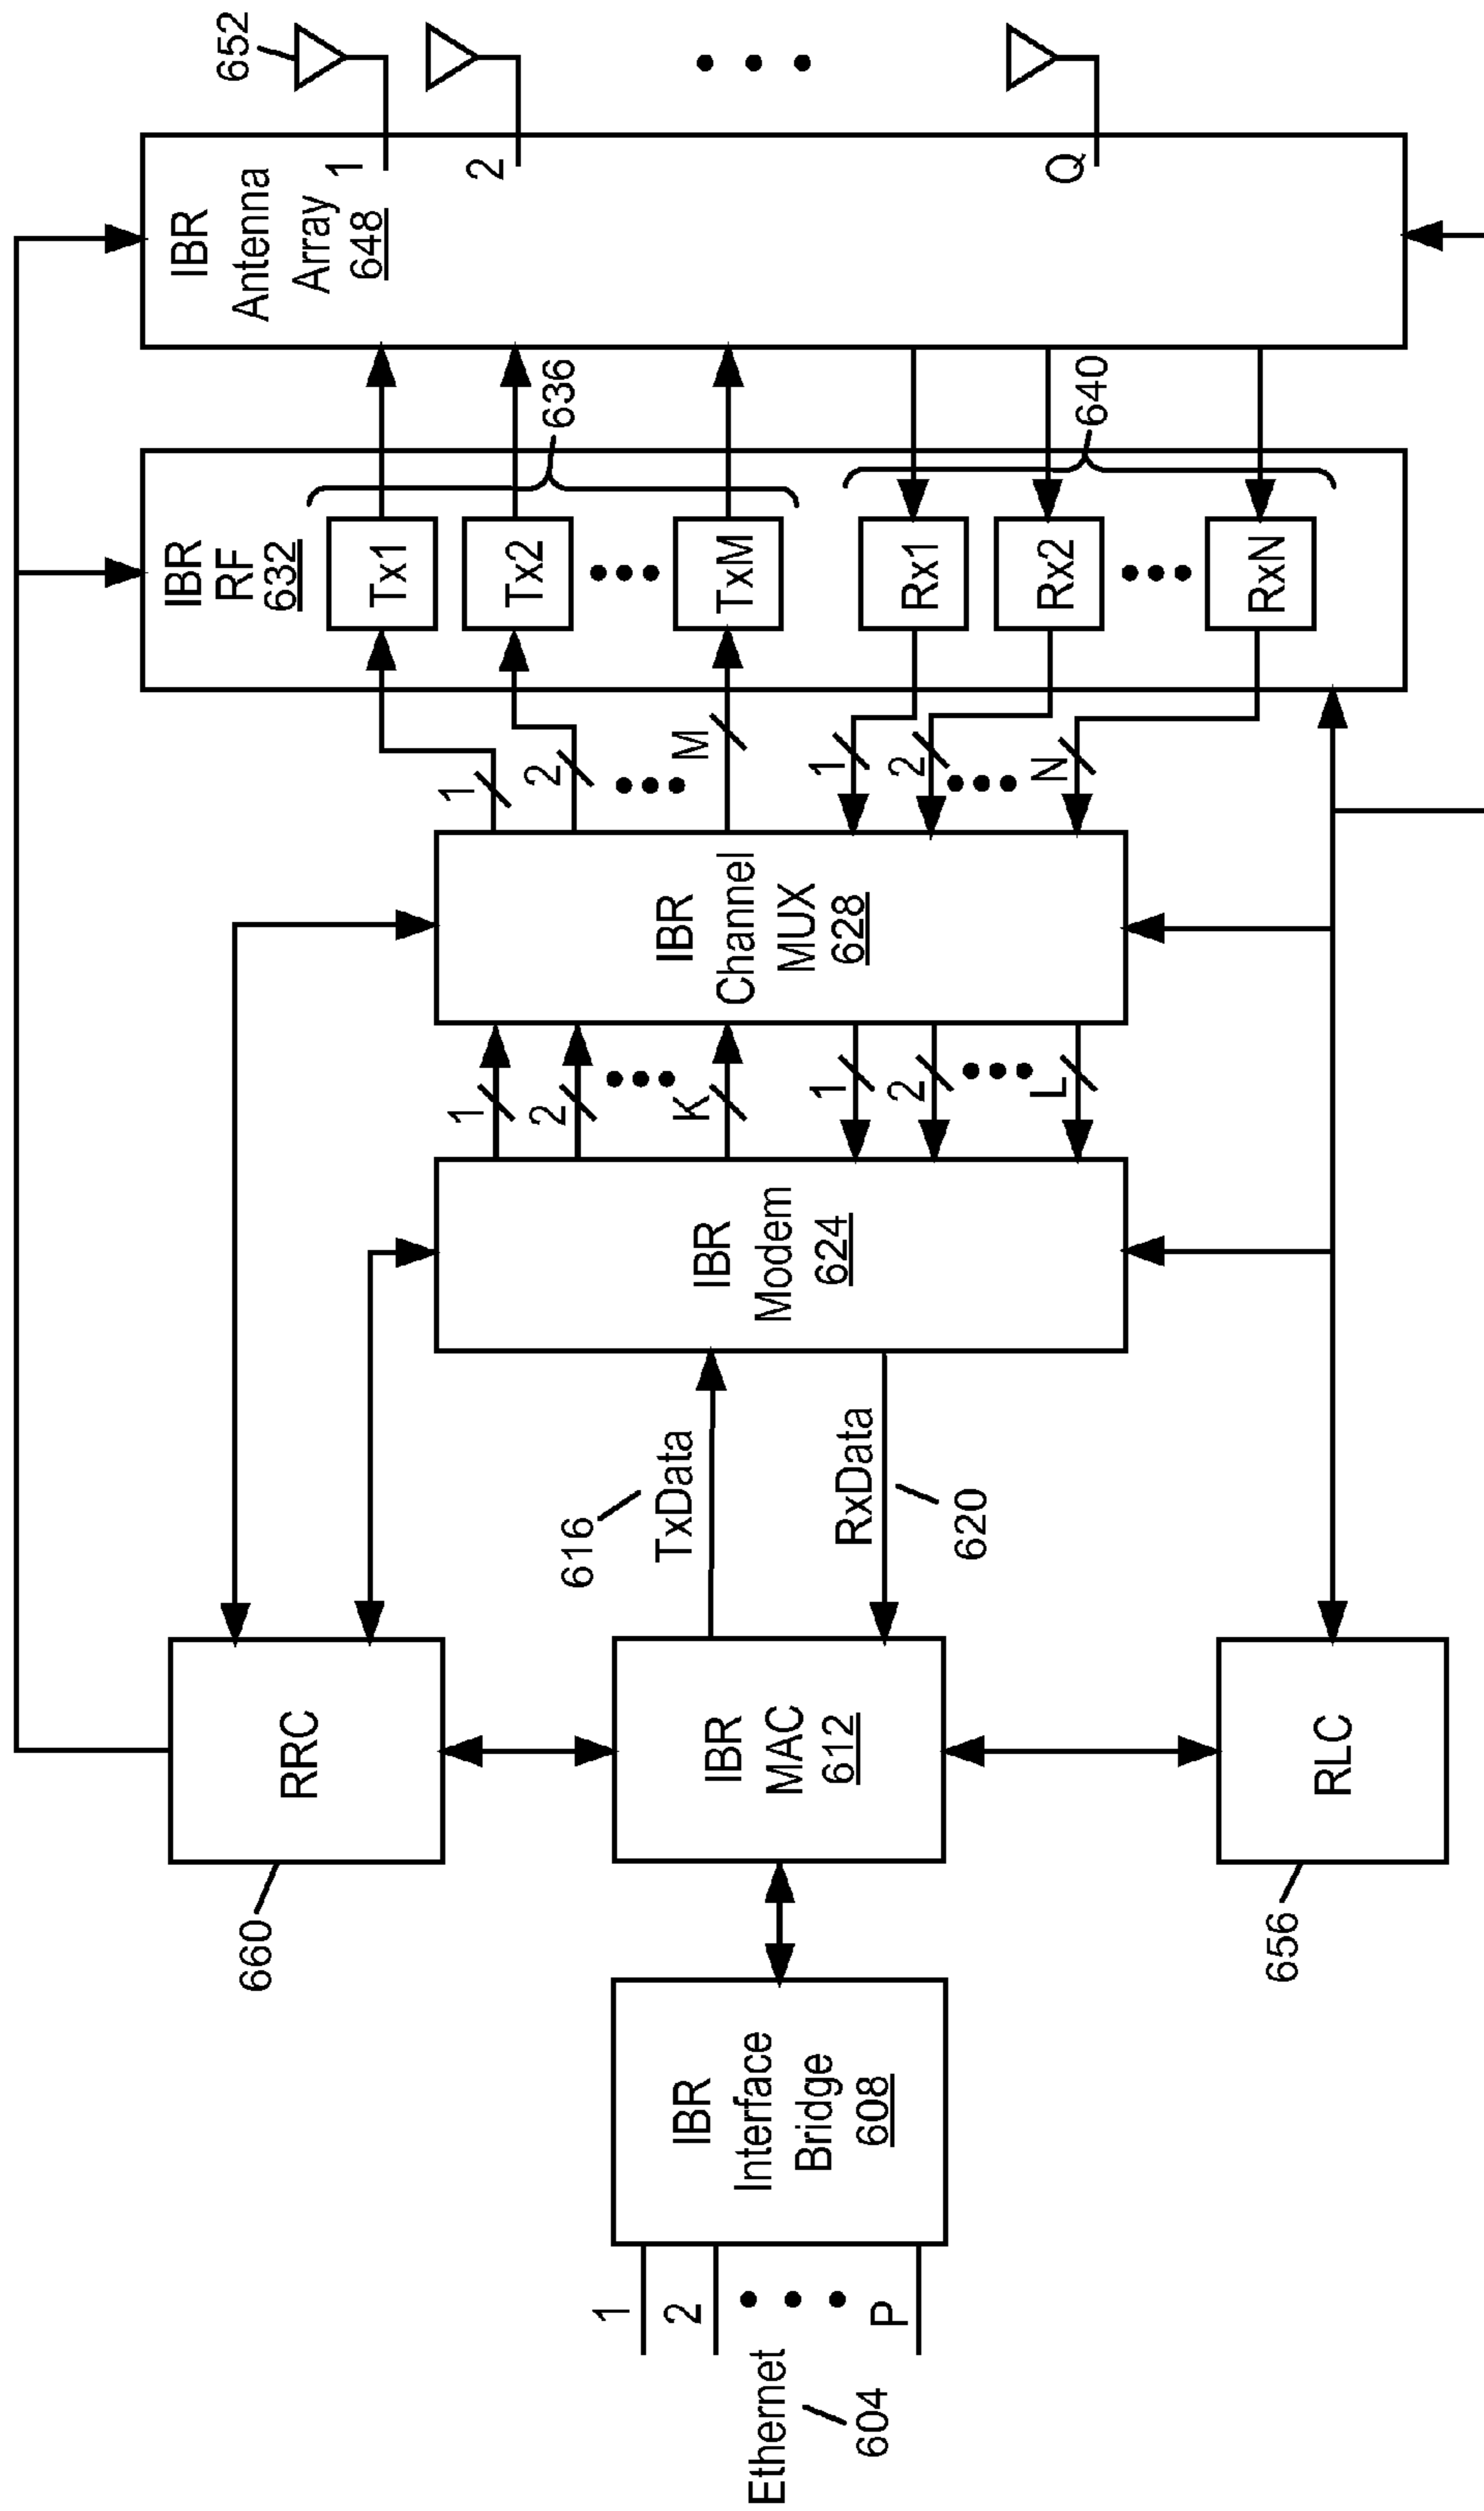 Ethernet
604
1
2
P
IBR
Interface
Bridge
608
660
RRC
IBR
MAC
612
656
RLC
616
TxData
RxData
620
IBR
Modem
624
1
2
K
1
2
L
IBR
Channel
MUX
628
1
2
M
1
2
N
IBR
RF
632
Tx1
Tx2
TxM
Rx1
Rx2
RxN
636
640
IBR
Antenna
Array
648
1
2
Q
652